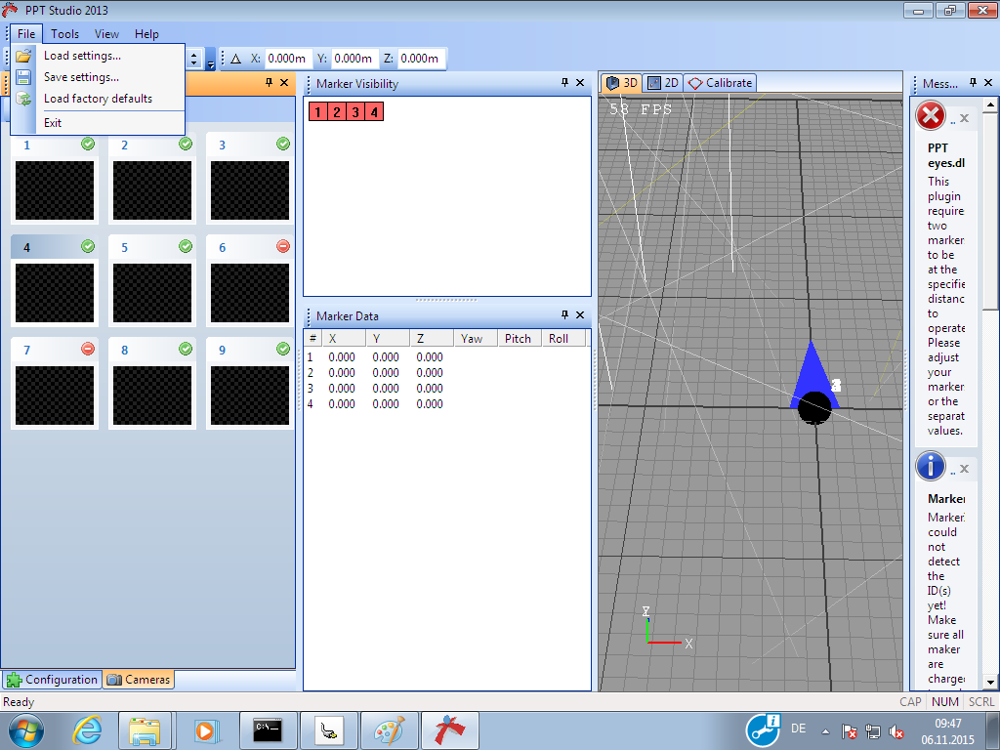 PPT Studio 2013
File Tools View Help
Load settings...
Save settings...
Load factory defaults
Exit
X: 0.000m Y: 0.000m Z: 0.000m
1 2 3
4 5 6
7 8 9
Configuration Cameras
Marker Visibility
1 2 3 4
Marker Data
# X Y Z Yaw Pitch Roll
1 0.000 0.000 0.000
2 0.000 0.000 0.000
3 0.000 0.000 0.000
4 0.000 0.000 0.000
3D 2D Calibrate
58 FPS
Z
X
Mess...
..
PPT
eyes.dl
This
plugin
require
two
marker
to be
at the
specifie
distanc
to
operate
Please
adjust
your
marker
or the
separat
values.
..
Marker
Marker
could
not
detect
the
ID(s)
yet!
Make
sure all
maker
are
charge
Ready
CAP NUM SCRL
C:\
DE
09:47
06.11.2015